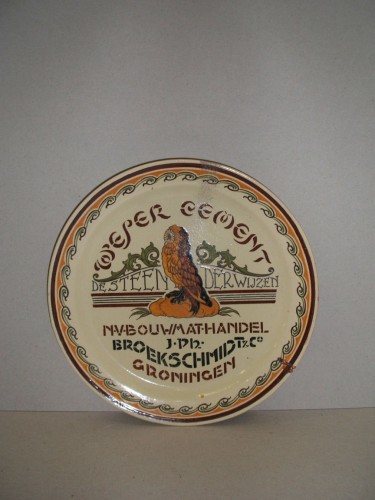 WESER CEMENT
DE STEEN DER WIJZEN
N.V. BOUWMAT·HANDEL
J·Ph·
BROEKSCHMIDT & Co
GRONINGEN